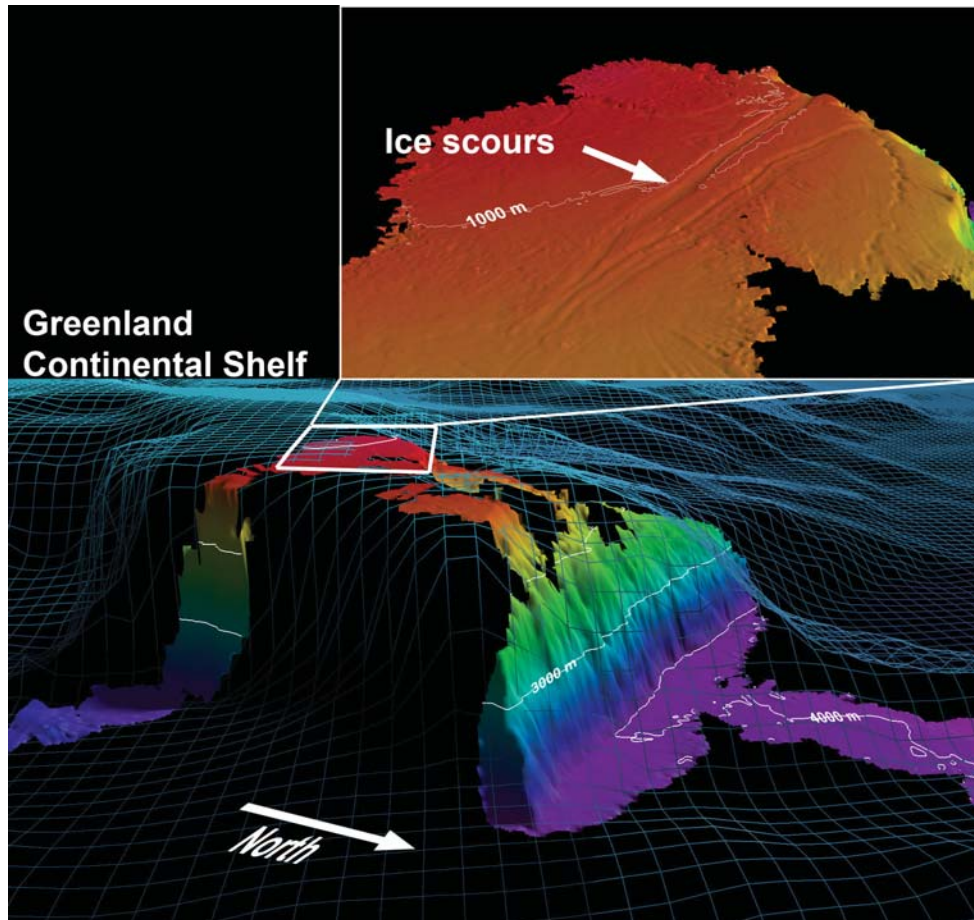 Ice scours
1000 m
Greenland
Continental Shelf
3000 m
4000 m
North